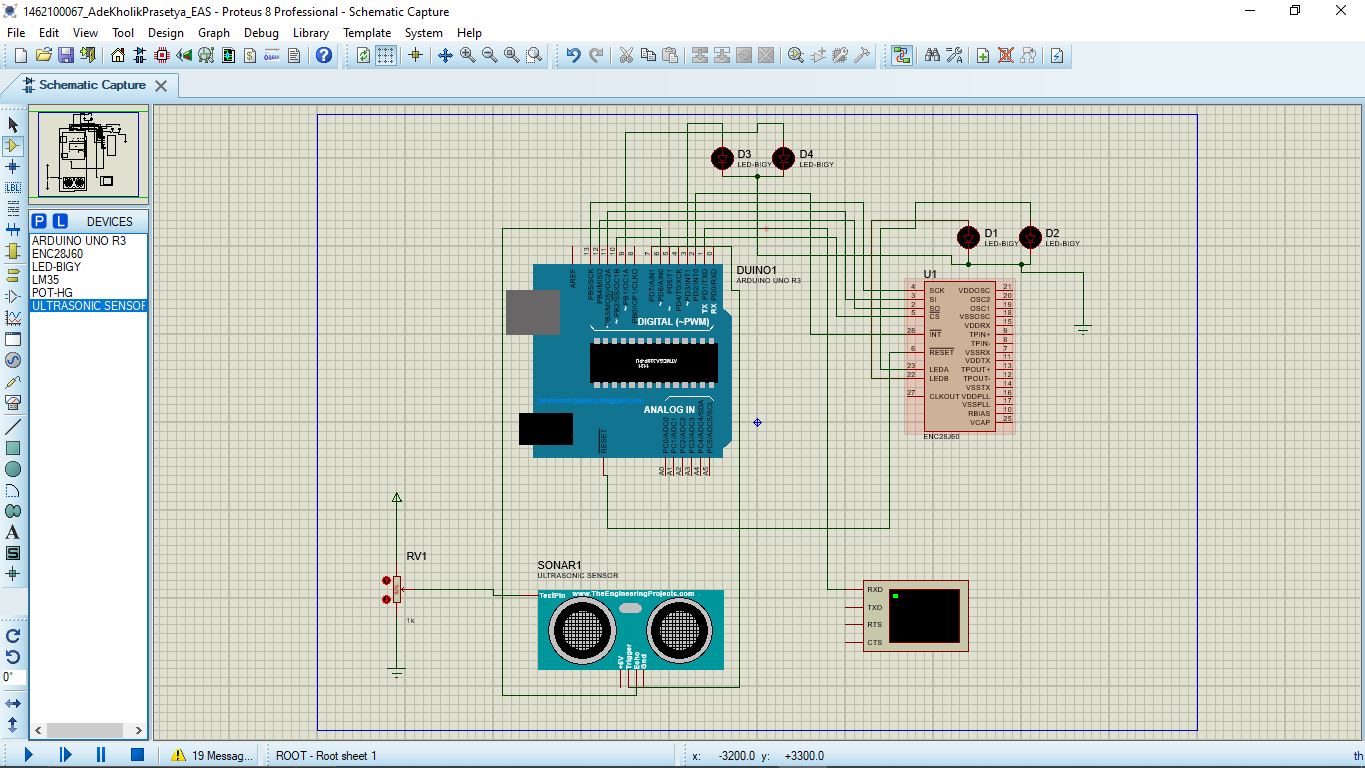 1462100067_AdeKholikPrasetya_EAS - Proteus 8 Professional - Schematic Capture
File Edit View Tool Design Graph Debug Library Template System Help
Schematic Capture
P L DEVICES
ARDUINO UNO R3
ENC28J60
LED-BIGY
LM35
POT-HG
ULTRASONIC SENSOR
LBL
A
S
0°
D3
LED-BIGY
D4
LED-BIGY
D1
LED-BIGY
D2
LED-BIGY
DUINO1
ARDUINO UNO R3
13 12 11 10 9 8 7 6 5 4 3 2 1 0
AREF
PB5/SCK
PB4/MISO
PB0/ICP1/CLKO
PD7/AIN1
PD6/AIN0
PD5/T1
PD4/T0/XCK
PD3/INT1
PD2/INT0
PD1/TXD
PD0/RXD
TX
RX
DIGITAL (~PWM)
ANALOG IN
RESET
PC0/ADC0
PC1/ADC1
PC2/ADC2
PC3/ADC3
PC4/ADC4/SDA
PC5/ADC5/SCL
A0 A1 A2 A3 A4 A5
U1
4 SCK VDDOSC 21
3 SI OSC2 20
2 SO OSC1 19
5 CS VSSOSC 18
VDDRX 15
28 INT TPIN+ 9
TPIN- 8
6 RESET VSSRX 7
VDDTX 11
23 LEDA TPOUT+ 13
22 LEDB TPOUT- 12
VSSTX 14
27 CLKOUT VDDPLL 16
VSSPLL 17
RBIAS 10
VCAP 25
ENC28J60
RV1
1k
SONAR1
ULTRASONIC SENSOR
TestPin www.TheEngineeringProjects.com
+5V
Trigger
Echo
Gnd
RXD
TXD
RTS
CTS
19 Messag...
ROOT - Root sheet 1
x: -3200.0 y: +3300.0
th